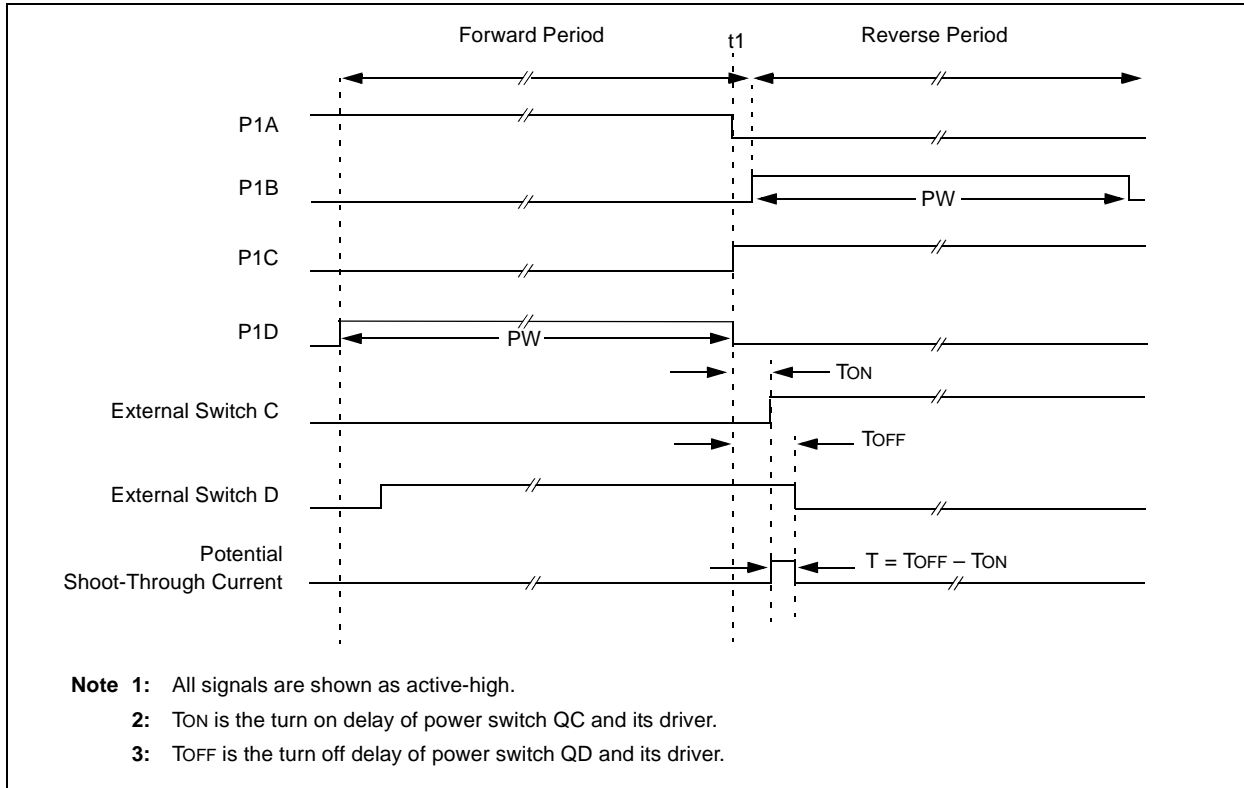 Forward Period
t1
Reverse Period
P1A
P1B
PW
P1C
P1D
PW
TON
External Switch C
TOFF
External Switch D
Potential
Shoot-Through Current
T = TOFF – TON
Note 1: All signals are shown as active-high.
2: TON is the turn on delay of power switch QC and its driver.
3: TOFF is the turn off delay of power switch QD and its driver.